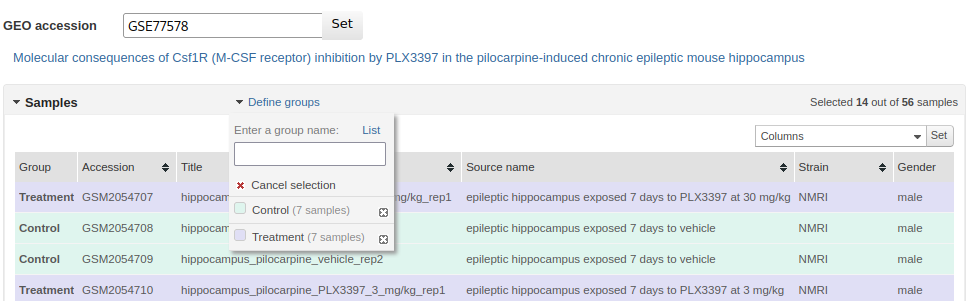 GEO accession GSE77578 Set
Molecular consequences of Csf1R (M-CSF receptor) inhibition by PLX3397 in the pilocarpine-induced chronic epileptic mouse hippocampus
Samples Define groups Selected 14 out of 56 samples
Enter a group name: List
Columns Set
Group Accession Title Source name Strain Gender
Cancel selection
Treatment GSM2054707 hippocam mg/kg_rep1 epileptic hippocampus exposed 7 days to PLX3397 at 30 mg/kg NMRI male
Control (7 samples)
Control GSM2054708 hippocam epileptic hippocampus exposed 7 days to vehicle NMRI male
Treatment (7 samples)
Control GSM2054709 hippocampus_pilocarpine_vehicle_rep2 epileptic hippocampus exposed 7 days to vehicle NMRI male
Treatment GSM2054710 hippocampus_pilocarpine_PLX3397_3_mg/kg_rep1 epileptic hippocampus exposed 7 days to PLX3397 at 3 mg/kg NMRI male